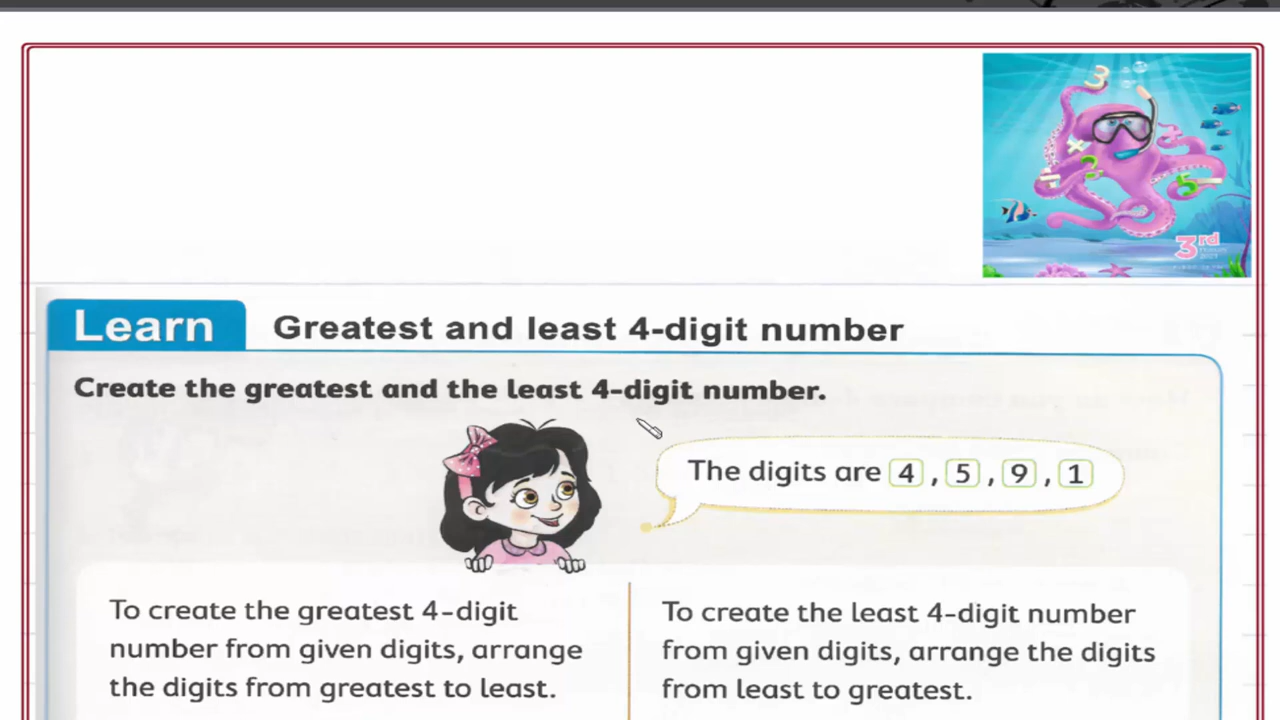 3rd
Learn
Greatest and least 4-digit number
Create the greatest and the least 4-digit number.
The digits are 4 , 5 , 9 , 1
To create the greatest 4-digit
number from given digits, arrange
the digits from greatest to least.
To create the least 4-digit number
from given digits, arrange the digits
from least to greatest.